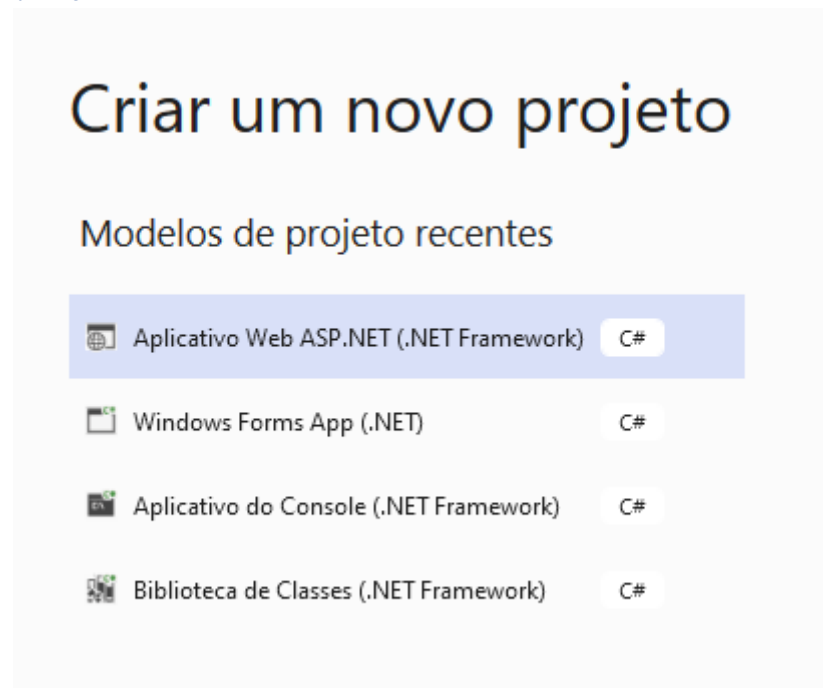 Criar um novo projeto
Modelos de projeto recentes
Aplicativo Web ASP.NET (.NET Framework) C#
Windows Forms App (.NET) C#
Aplicativo do Console (.NET Framework) C#
Biblioteca de Classes (.NET Framework) C#